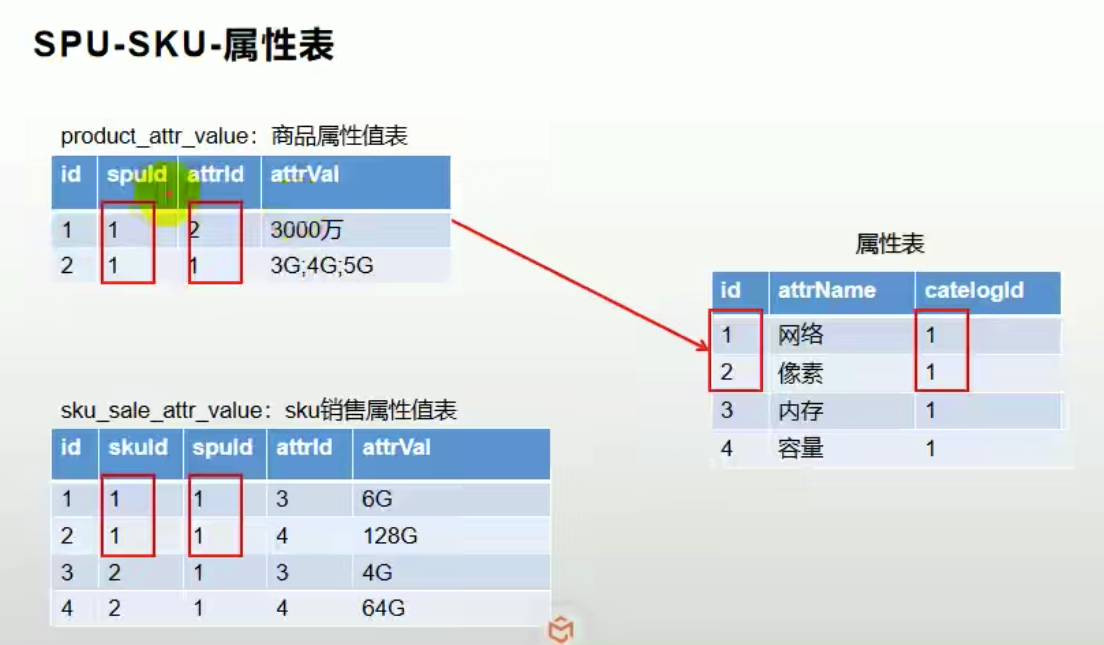 SPU-SKU-属性表
product_attr_value：商品属性值表
id spuId attrId attrVal
1 1 2 3000万
2 1 1 3G;4G;5G
属性表
id attrName catelogId
1 网络 1
2 像素 1
3 内存 1
4 容量 1
sku_sale_attr_value：sku销售属性值表
id skuId spuId attrId attrVal
1 1 1 3 6G
2 1 1 4 128G
3 2 1 3 4G
4 2 1 4 64G